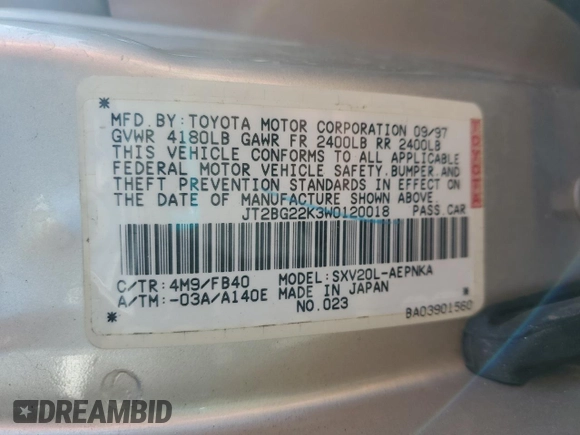 MFD.BY:TOYOTA MOTOR CORPORATION 09/97
GVWR 4180LB GAWR FR 2400LB RR 2400LB
THIS VEHICLE CONFORMS TO ALL APPLICABLE
FEDERAL MOTOR VEHICLE SAFETY.BUMPER.AND
THEFT PREVENTION STANDARDS IN EFFECT ON
THE DATE OF MANUFACTURE SHOWN ABOVE.
* JT2BG22K3W0120018 PASS.CAR
C/TR:4M9/FB40 MODEL:SXV20L-AEPNKA
A/TM:-03A/A140E MADE IN JAPAN
* NO.023 *
BA03901560
DREAMBID